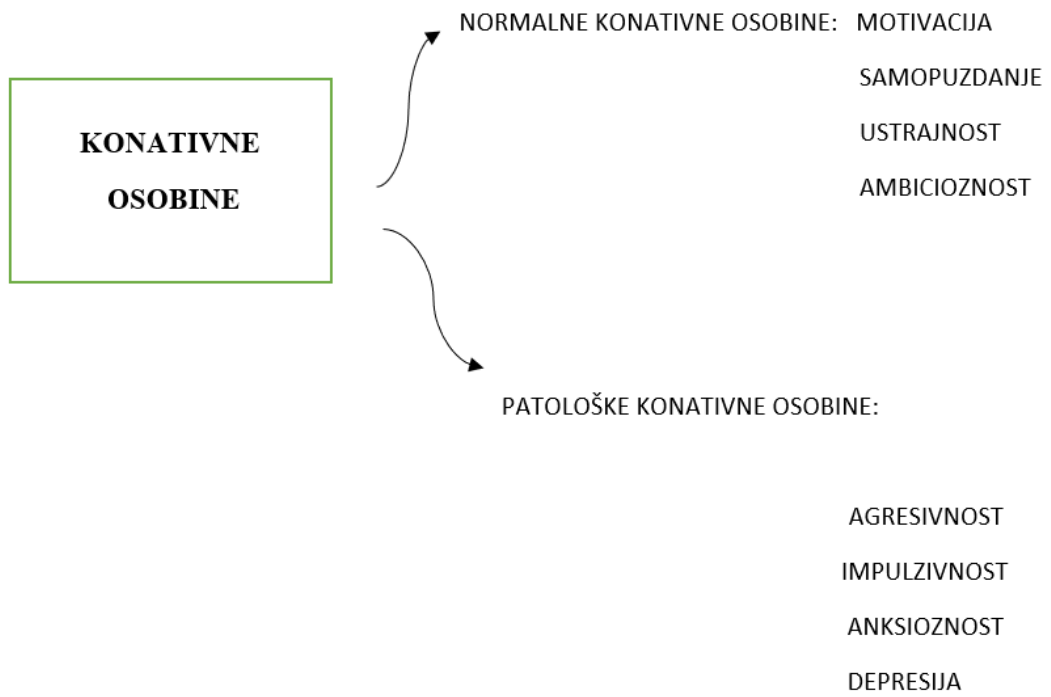 KONATIVNE
OSOBINE
NORMALNE KONATIVNE OSOBINE: MOTIVACIJA
SAMOPUZDANJE
USTRAJNOST
AMBICIOZNOST
PATOLOŠKE KONATIVNE OSOBINE:
AGRESIVNOST
IMPULZIVNOST
ANKSIOZNOST
DEPRESIJA